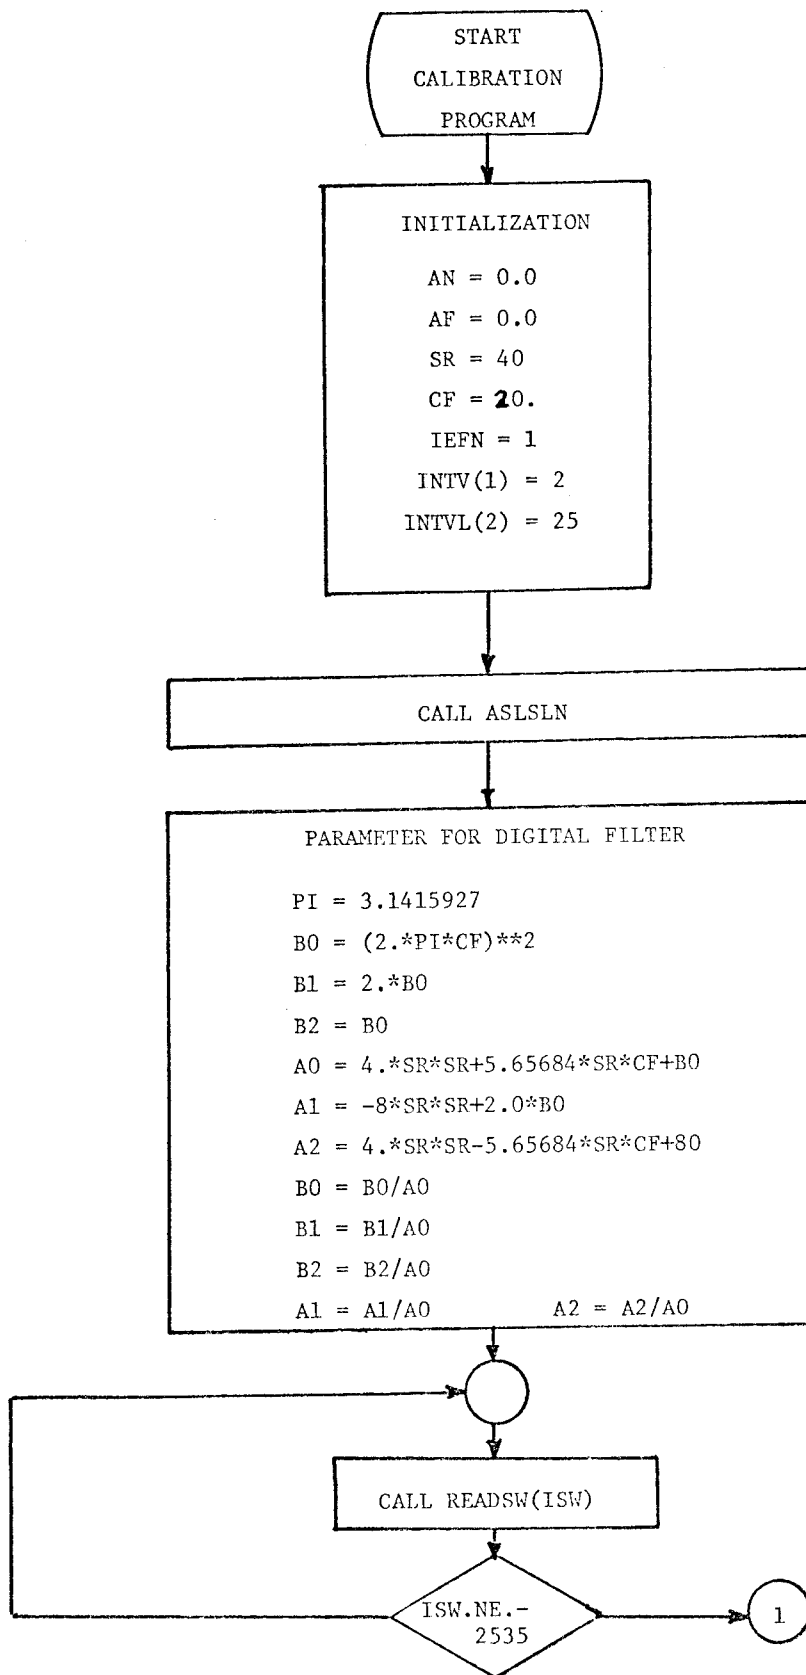 START
CALIBRATION
PROGRAM
INITIALIZATION
AN = 0.0
AF = 0.0
SR = 40
CF = 20.
IEFN = 1
INTV(1) = 2
INTVL(2) = 25
CALL ASLSLN
PARAMETER FOR DIGITAL FILTER
PI = 3.1415927
B0 = (2.*PI*CF)**2
B1 = 2.*B0
B2 = B0
A0 = 4.*SR*SR+5.65684*SR*CF+B0
A1 = -8*SR*SR+2.0*B0
A2 = 4.*SR*SR-5.65684*SR*CF+80
B0 = B0/A0
B1 = B1/A0
B2 = B2/A0
A1 = A1/A0 A2 = A2/A0
CALL READSW(ISW)
ISW.NE.-
2535
1